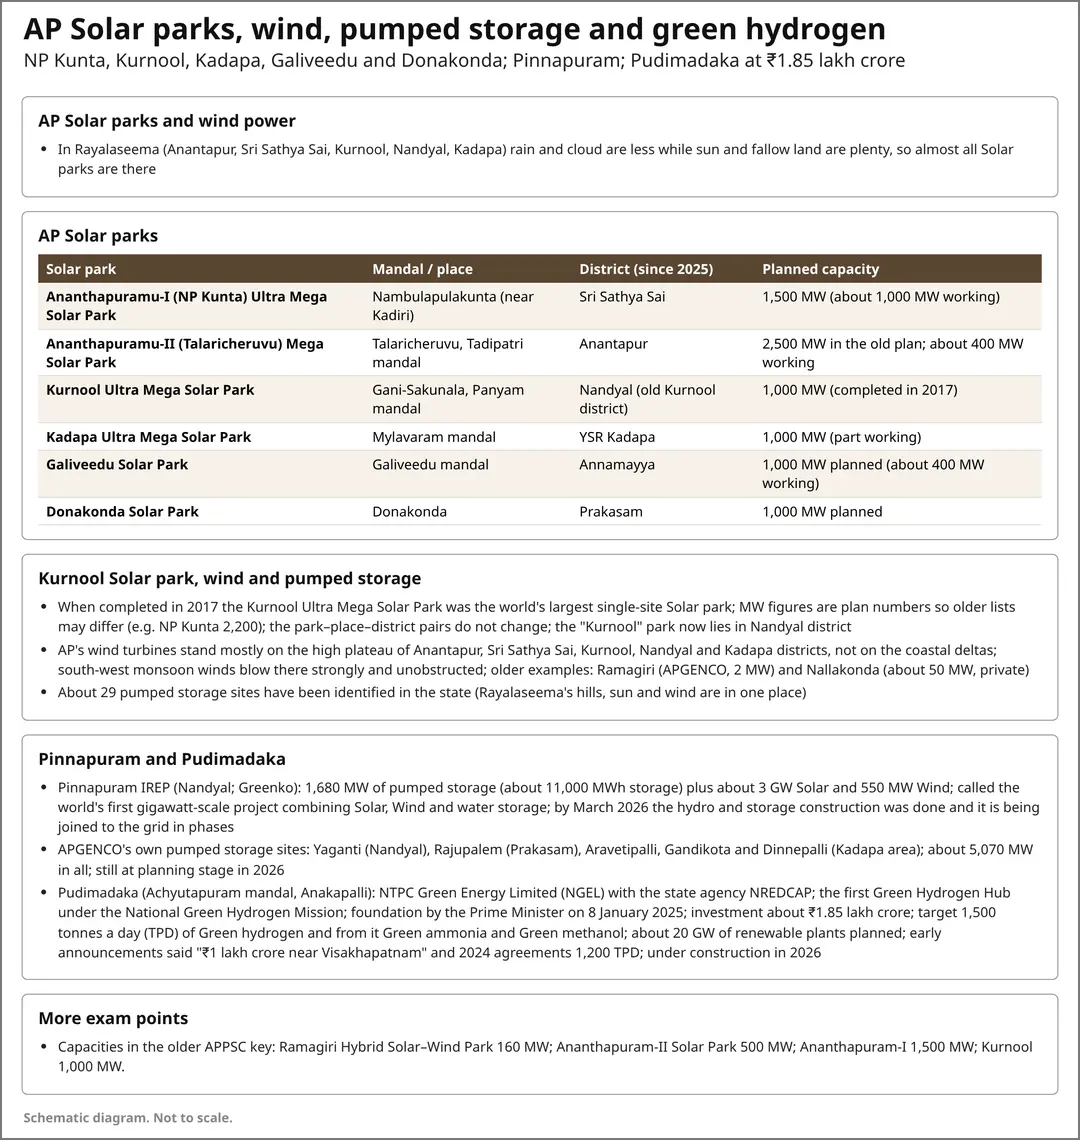 AP Solar parks, wind, pumped storage and green hydrogen
NP Kunta, Kurnool, Kadapa, Galiveedu and Donakonda; Pinnapuram; Pudimadaka at ₹1.85 lakh crore
AP Solar parks and wind power
• In Rayalaseema (Anantapur, Sri Sathya Sai, Kurnool, Nandyal, Kadapa) rain and cloud are less while sun and fallow land are plenty, so almost all Solar
parks are there
AP Solar parks
Solar park Mandal / place District (since 2025) Planned capacity
Ananthapuramu-I (NP Kunta) Ultra Mega Nambulapulakunta (near Sri Sathya Sai 1,500 MW (about 1,000 MW working)
Solar Park Kadiri)
Ananthapuramu-II (Talaricheruvu) Mega Talaricheruvu, Tadipatri Anantapur 2,500 MW in the old plan; about 400 MW
Solar Park mandal working
Kurnool Ultra Mega Solar Park Gani-Sakunala, Panyam Nandyal (old Kurnool 1,000 MW (completed in 2017)
mandal district)
Kadapa Ultra Mega Solar Park Mylavaram mandal YSR Kadapa 1,000 MW (part working)
Galiveedu Solar Park Galiveedu mandal Annamayya 1,000 MW planned (about 400 MW
working)
Donakonda Solar Park Donakonda Prakasam 1,000 MW planned
Kurnool Solar park, wind and pumped storage
• When completed in 2017 the Kurnool Ultra Mega Solar Park was the world's largest single-site Solar park; MW figures are plan numbers so older lists
may differ (e.g. NP Kunta 2,200); the park–place–district pairs do not change; the "Kurnool" park now lies in Nandyal district
• AP's wind turbines stand mostly on the high plateau of Anantapur, Sri Sathya Sai, Kurnool, Nandyal and Kadapa districts, not on the coastal deltas;
south-west monsoon winds blow there strongly and unobstructed; older examples: Ramagiri (APGENCO, 2 MW) and Nallakonda (about 50 MW, private)
• About 29 pumped storage sites have been identified in the state (Rayalaseema's hills, sun and wind are in one place)
Pinnapuram and Pudimadaka
• Pinnapuram IREP (Nandyal; Greenko): 1,680 MW of pumped storage (about 11,000 MWh storage) plus about 3 GW Solar and 550 MW Wind; called the
world's first gigawatt-scale project combining Solar, Wind and water storage; by March 2026 the hydro and storage construction was done and it is being
joined to the grid in phases
• APGENCO's own pumped storage sites: Yaganti (Nandyal), Rajupalem (Prakasam), Aravetipalli, Gandikota and Dinnepalli (Kadapa area); about 5,070 MW
in all; still at planning stage in 2026
• Pudimadaka (Achyutapuram mandal, Anakapalli): NTPC Green Energy Limited (NGEL) with the state agency NREDCAP; the first Green Hydrogen Hub
under the National Green Hydrogen Mission; foundation by the Prime Minister on 8 January 2025; investment about ₹1.85 lakh crore; target 1,500
tonnes a day (TPD) of Green hydrogen and from it Green ammonia and Green methanol; about 20 GW of renewable plants planned; early
announcements said "₹1 lakh crore near Visakhapatnam" and 2024 agreements 1,200 TPD; under construction in 2026
More exam points
• Capacities in the older APPSC key: Ramagiri Hybrid Solar–Wind Park 160 MW; Ananthapuram-II Solar Park 500 MW; Ananthapuram-I 1,500 MW; Kurnool
1,000 MW.
Schematic diagram. Not to scale.